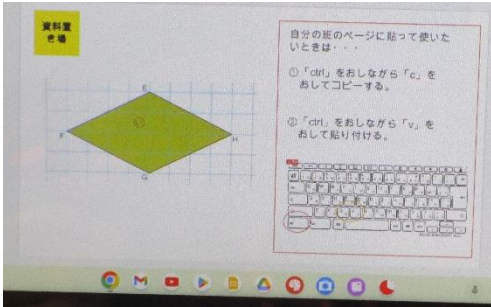 資料置
き場
E
F
H
G
自分の班のページに貼って使いた
いときは・・・
①「ctrl」をおしながら「c」を
おしてコピーする。
②「ctrl」をおしながら「v」を
おして貼り付ける。